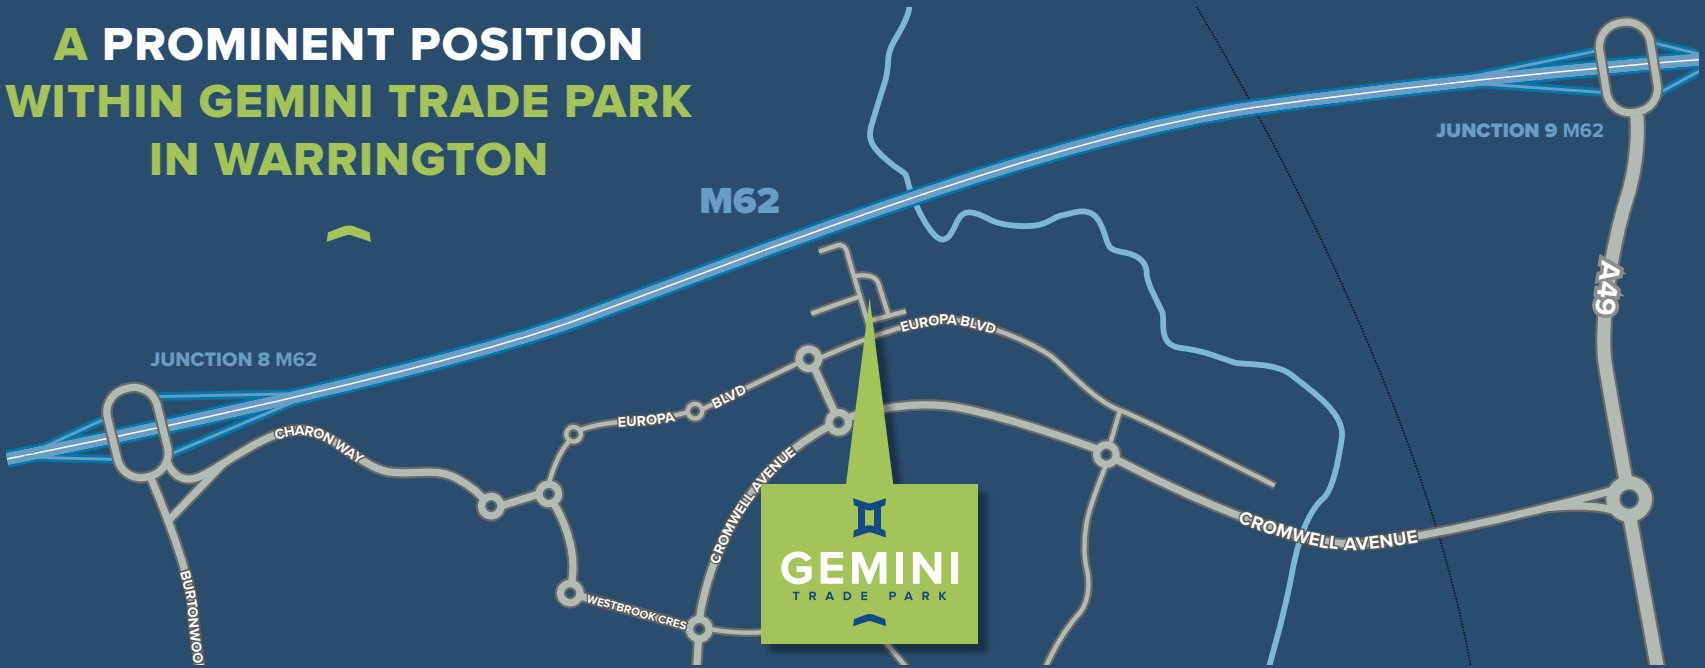 A PROMINENT POSITION
WITHIN GEMINI TRADE PARK
IN WARRINGTON
M62
JUNCTION 9 M62
A49
JUNCTION 8 M62
CHARON WAY
EUROPA BLVD
EUROPA BLVD
CROMWELL AVENUE
CROMWELL AVENUE
WESTBROOK CRES
BURTONWOO
GEMINI
TRADE PARK